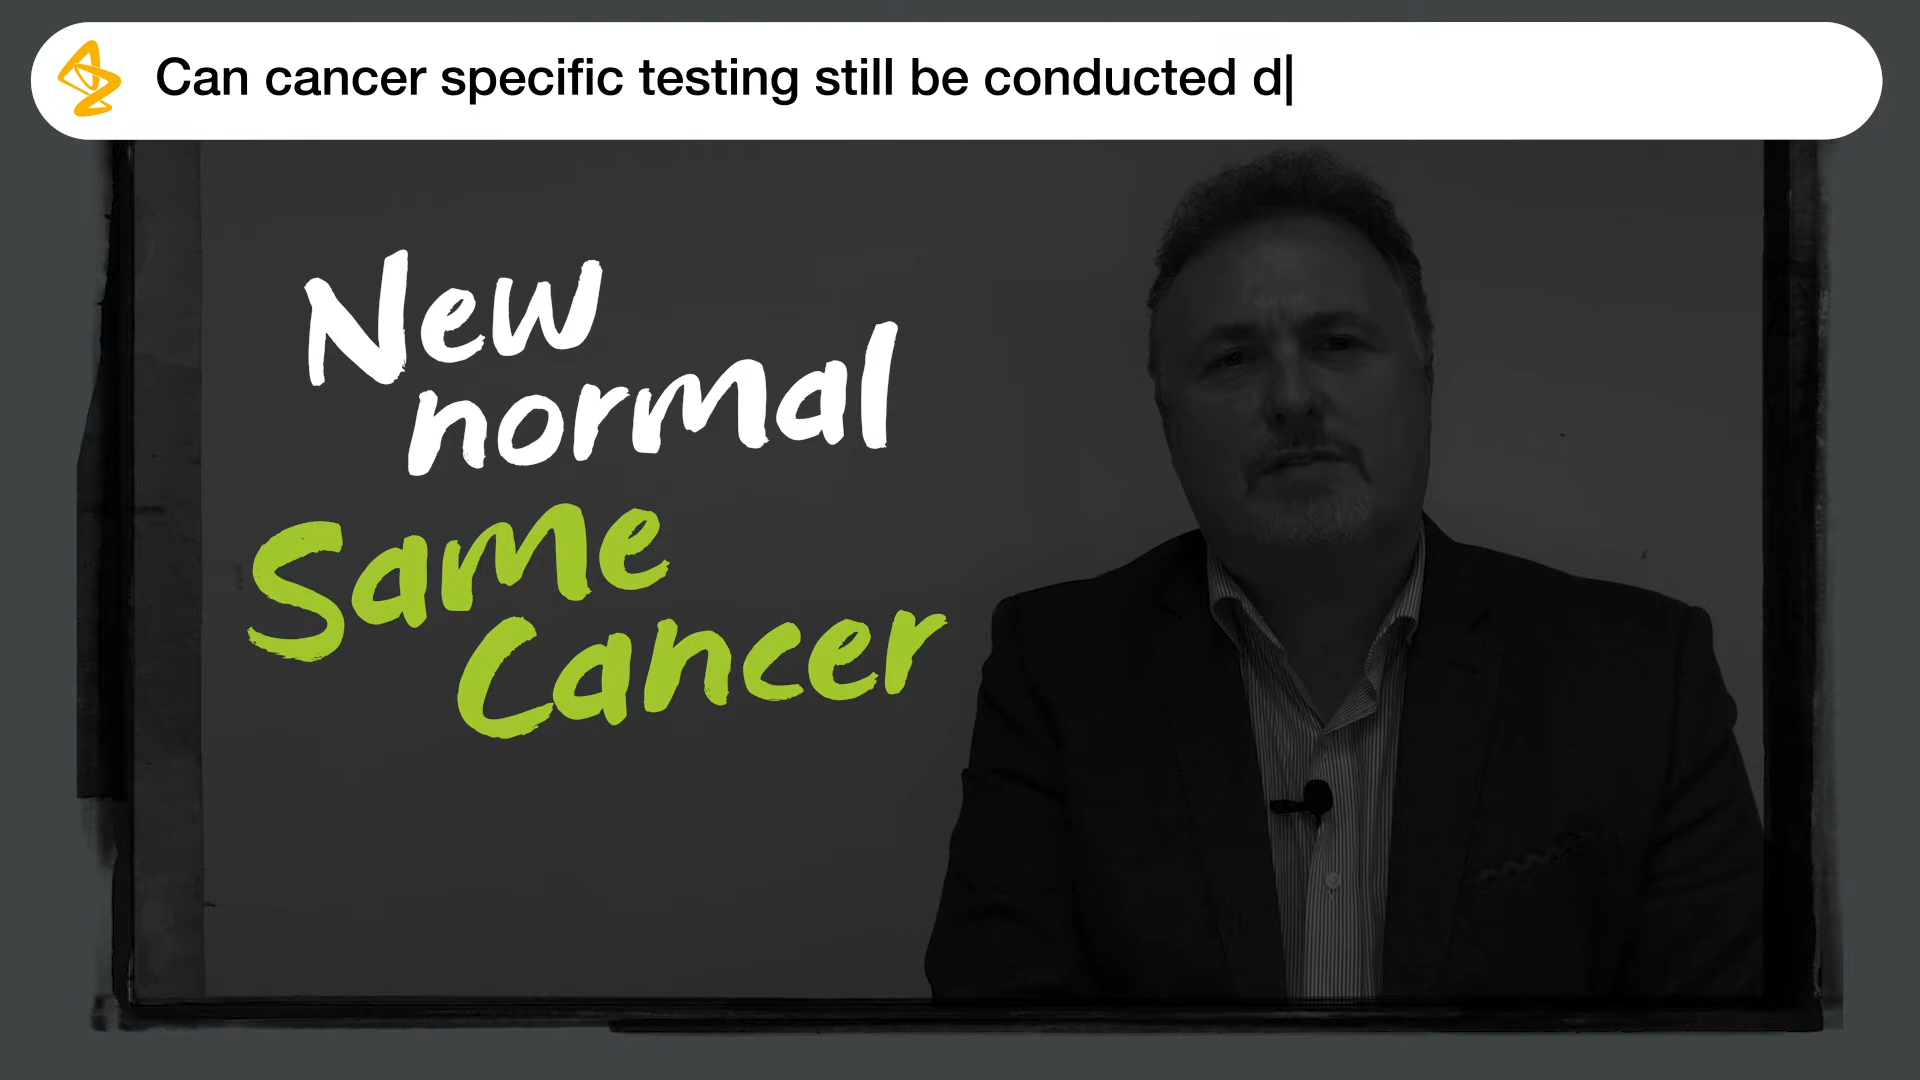 Can cancer specific testing still be conducted d
New
normal
Same
Cancer